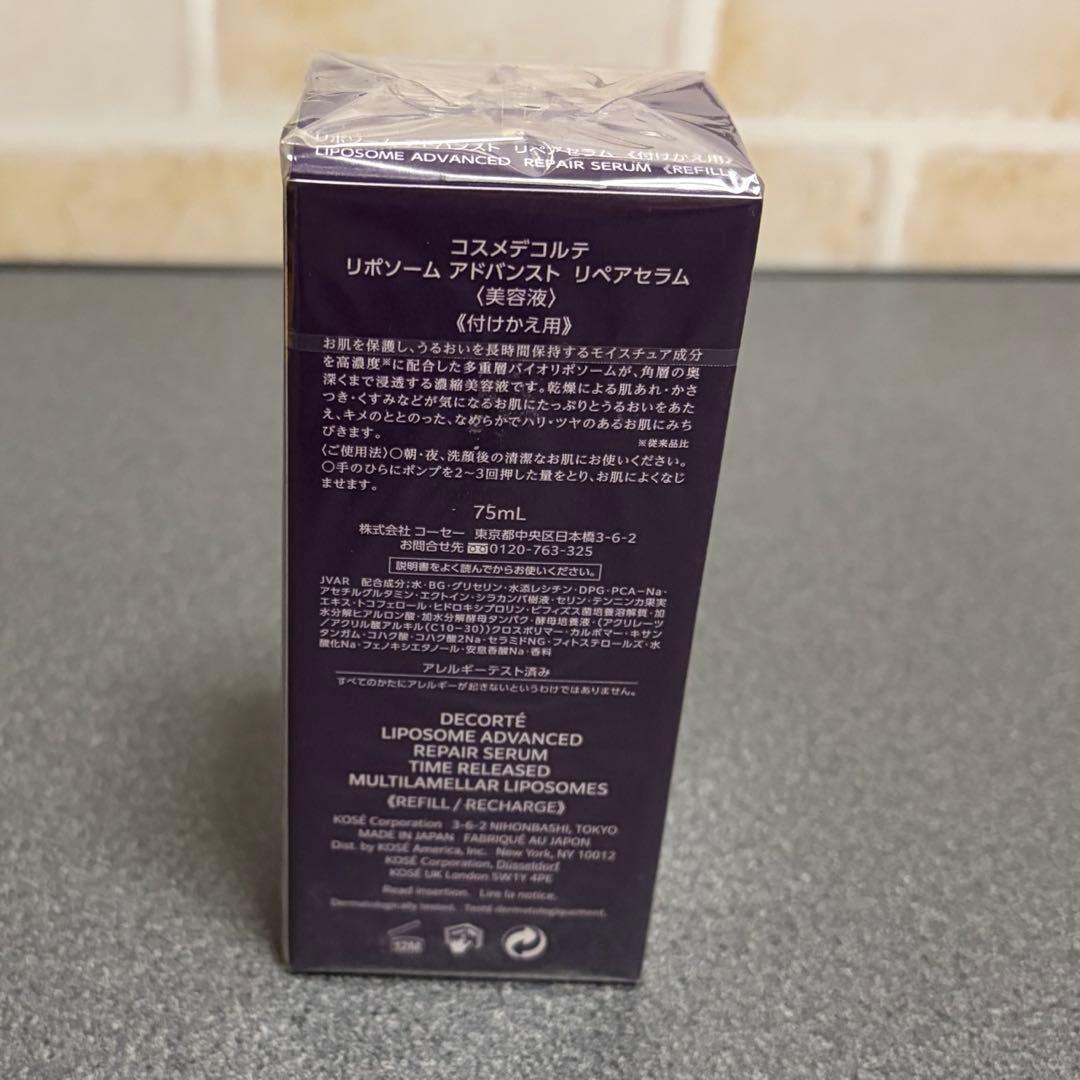 リポソーム アドバンスト リペアセラム 《付けかえ用》
LIPOSOME ADVANCED REPAIR SERUM 《REFILL》
コスメデコルテ
リポソーム アドバンスト リペアセラム
〈美容液〉
《付けかえ用》
お肌を保護し、うるおいを長時間保持するモイスチュア成分
を高濃度※に配合した多重層バイオリポソームが、角層の奥
深くまで浸透する濃縮美容液です。乾燥による肌あれ・かさ
つき・くすみなどが気になるお肌にたっぷりとうるおいをあた
え、キメのととのった、なめらかでハリ・ツヤのあるお肌にみち
びきます。 ※従来品比
〈ご使用法〉○朝・夜、洗顔後の清潔なお肌にお使いください。
○手のひらにポンプを2〜3回押した量をとり、お肌によくなじ
ませます。
75mL
株式会社 コーセー 東京都中央区日本橋3-6-2
お問合せ先 0120-763-325
説明書をよく読んでからお使いください。
JVAR 配合成分;水・BG・グリセリン・水添レシチン・DPG・PCA-Na・
アセチルグルタミン・エクトイン・シラカンバ樹液・セリン・テンニンカ果実
エキス・トコフェロール・ヒドロキシプロリン・ビフィズス菌培養溶解質・加
水分解ヒアルロン酸・加水分解酵母タンパク・酵母培養液・(アクリレーツ
/アクリル酸アルキル(C10-30))クロスポリマー・カルボマー・キサン
タンガム・コハク酸・コハク酸2Na・セラミドNG・フィトステロールズ・水
酸化Na・フェノキシエタノール・安息香酸Na・香料
アレルギーテスト済み
すべてのかたにアレルギーが起きないというわけではありません。
DECORTÉ
LIPOSOME ADVANCED
REPAIR SERUM
TIME RELEASED
MULTILAMELLAR LIPOSOMES
《REFILL / RECHARGE》
KOSÉ Corporation 3-6-2 NIHONBASHI, TOKYO
MADE IN JAPAN FABRIQUÉ AU JAPON
Dist. by KOSÉ America, Inc. New York, NY 10012
KOSÉ Corporation, Düsseldorf
KOSÉ UK London SW1Y 4PE
Read insertion. Lire la notice.
Dermatologically tested. Testé dermatologiquement.
12M